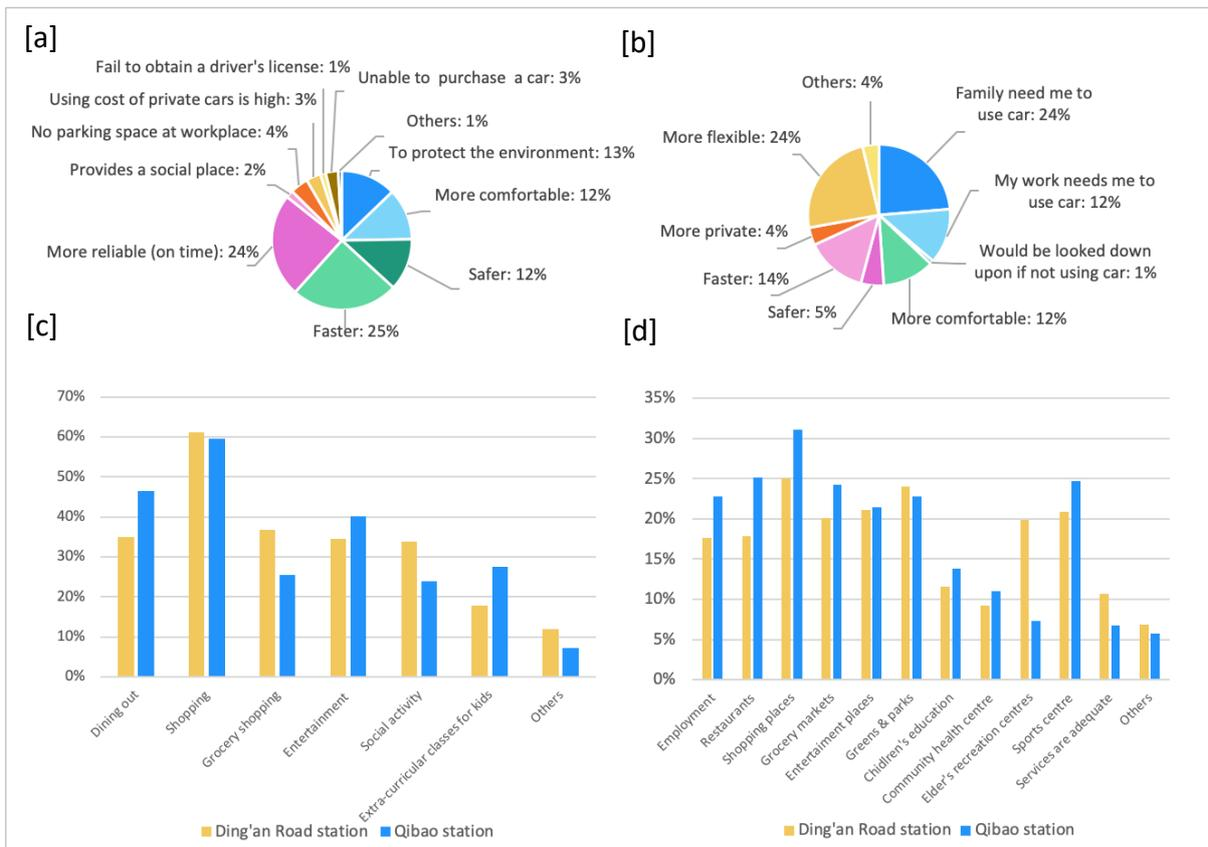 [a]
Fail to obtain a driver's license: 1%
Unable to purchase a car: 3%
Using cost of private cars is high: 3%
Others: 1%
No parking space at workplace: 4%
To protect the environment: 13%
Provides a social place: 2%
More comfortable: 12%
More reliable (on time): 24%
Safer: 12%
Faster: 25%
[b]
Others: 4%
Family need me to
use car: 24%
More flexible: 24%
My work needs me to
use car: 12%
More private: 4%
Would be looked down
upon if not using car: 1%
Faster: 14%
Safer: 5%
More comfortable: 12%
[c]
70%
60%
50%
40%
30%
20%
10%
0%
Dining out
Shopping
Grocery shopping
Entertainment
Social activity
Extra-curricular classes for kids
Others
Ding'an Road station
Qibao station
[d]
35%
30%
25%
20%
15%
10%
5%
0%
Employment
Restaurants
Shopping places
Grocery markets
Entertaiment places
Greens & parks
Chidlren's education
Community health centre
Elder's recreation centres
Sports centre
Services are adequate
Others
Ding'an Road station
Qibao station